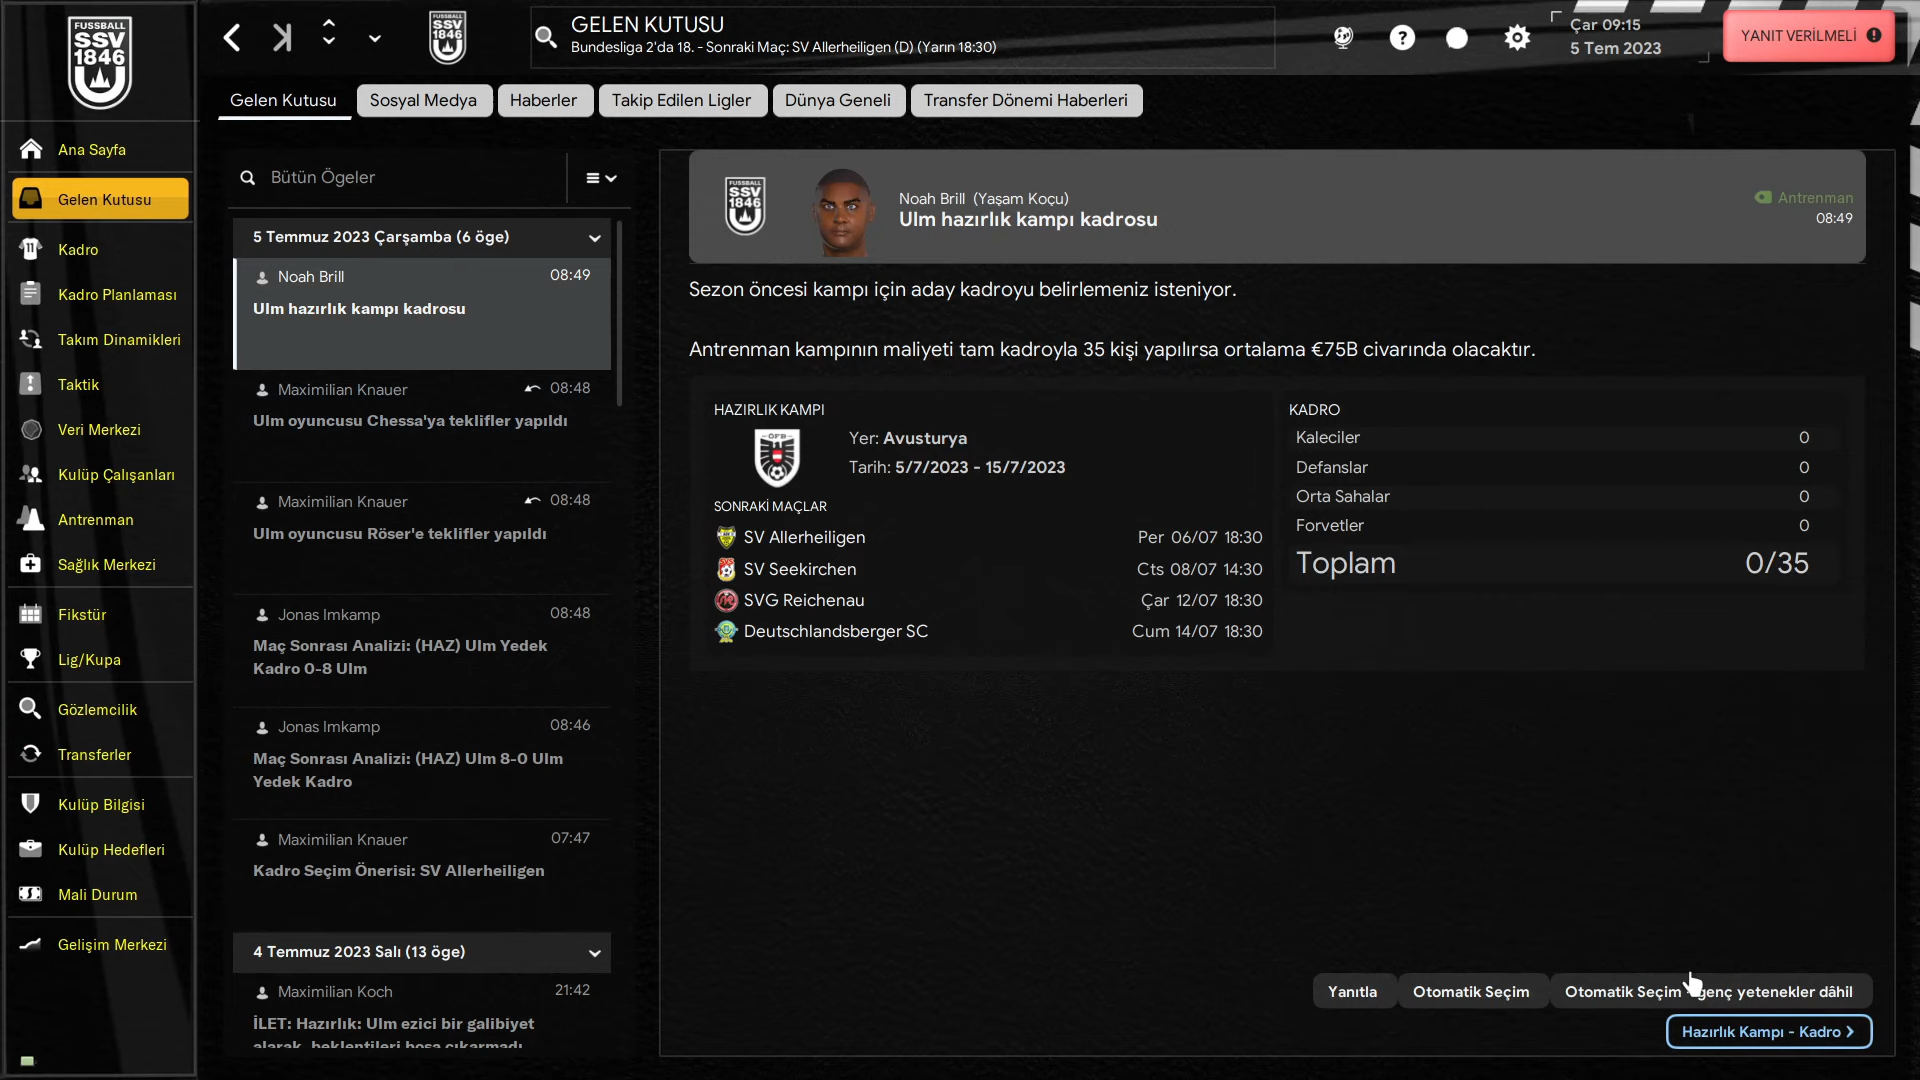 FUSSBALL
SSV
1846
GELEN KUTUSU
Bundesliga 2'da 18. - Sonraki Maç: SV Allerheiligen (D) (Yarın 18:30)
Çar 09:15
5 Tem 2023
YANIT VERİLMELİ
Gelen Kutusu
Sosyal Medya
Haberler
Takip Edilen Ligler
Dünya Geneli
Transfer Dönemi Haberleri
Ana Sayfa
Gelen Kutusu
Kadro
Kadro Planlaması
Takım Dinamikleri
Taktik
Veri Merkezi
Kulüp Çalışanları
Antrenman
Sağlık Merkezi
Fikstür
Lig/Kupa
Gözlemcilik
Transferler
Kulüp Bilgisi
Kulüp Hedefleri
Mali Durum
Gelişim Merkezi
Bütün Ögeler
5 Temmuz 2023 Çarşamba (6 öge)
Noah Brill 08:49
Ulm hazırlık kampı kadrosu
Maximilian Knauer 08:48
Ulm oyuncusu Chessa'ya teklifler yapıldı
Maximilian Knauer 08:48
Ulm oyuncusu Röser'e teklifler yapıldı
Jonas Imkamp 08:48
Maç Sonrası Analizi: (HAZ) Ulm Yedek
Kadro 0-8 Ulm
Jonas Imkamp 08:46
Maç Sonrası Analizi: (HAZ) Ulm 8-0 Ulm
Yedek Kadro
Maximilian Knauer 07:47
Kadro Seçim Önerisi: SV Allerheiligen
4 Temmuz 2023 Salı (13 öge)
Maximilian Koch 21:42
İLET: Hazırlık: Ulm ezici bir galibiyet
alarak, beklentileri boşa çıkarmadı
FUSSBALL
SSV
1846
Noah Brill (Yaşam Koçu)
Ulm hazırlık kampı kadrosu
Antrenman
08:49
Sezon öncesi kampı için aday kadroyu belirlemeniz isteniyor.
Antrenman kampının maliyeti tam kadroyla 35 kişi yapılırsa ortalama €75B civarında olacaktır.
HAZIRLIK KAMPI
ÖFB
Yer: Avusturya
Tarih: 5/7/2023 - 15/7/2023
SONRAKİ MAÇLAR
SV Allerheiligen Per 06/07 18:30
SV Seekirchen Cts 08/07 14:30
SVG Reichenau Çar 12/07 18:30
Deutschlandsberger SC Cum 14/07 18:30
KADRO
Kaleciler 0
Defanslar 0
Orta Sahalar 0
Forvetler 0
Toplam 0/35
Yanıtla
Otomatik Seçim
Otomatik Seçim genç yetenekler dâhil
Hazırlık Kampı - Kadro